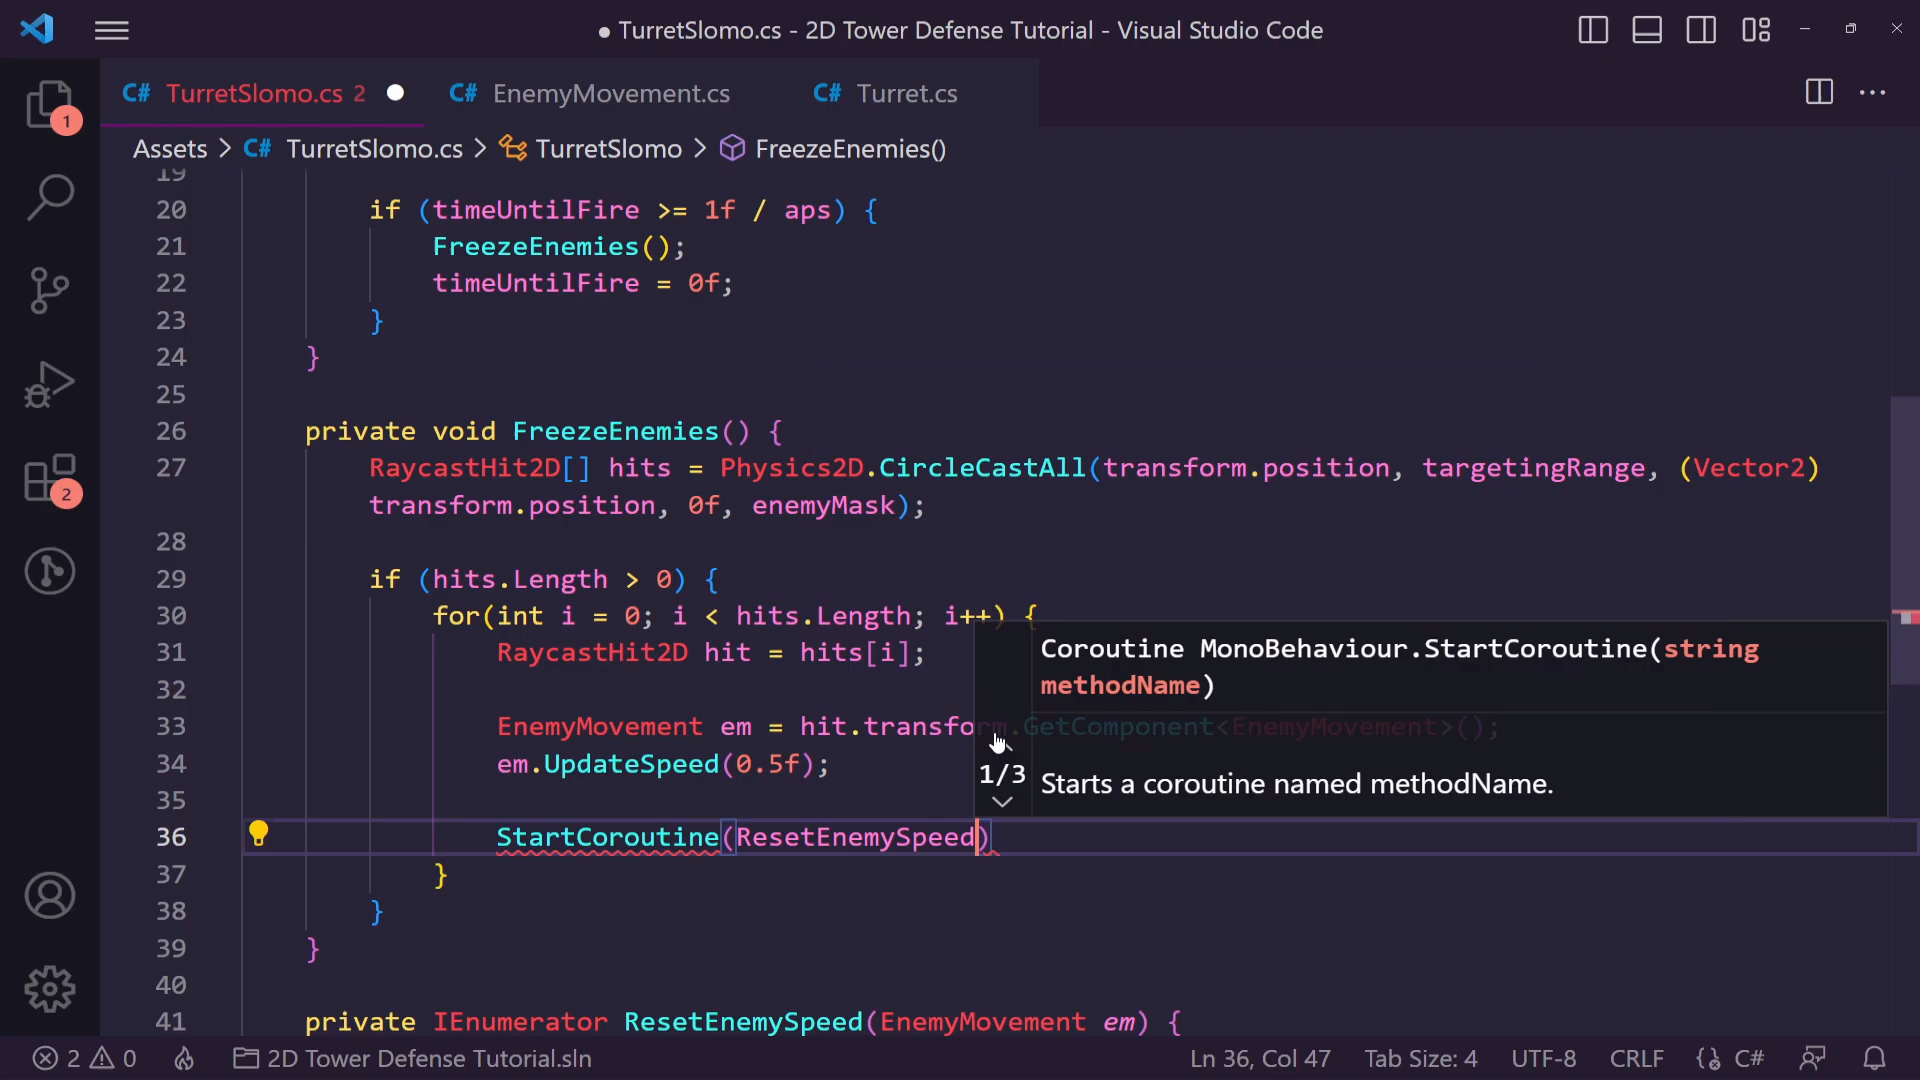 ● TurretSlomo.cs - 2D Tower Defense Tutorial - Visual Studio Code
C# TurretSlomo.cs 2 ● C# EnemyMovement.cs C# Turret.cs
Assets > C# TurretSlomo.cs > TurretSlomo > FreezeEnemies()
1
2
19
20 if (timeUntilFire >= 1f / aps) {
21 FreezeEnemies();
22 timeUntilFire = 0f;
23 }
24 }
25
26 private void FreezeEnemies() {
27 RaycastHit2D[] hits = Physics2D.CircleCastAll(transform.position, targetingRange, (Vector2)
transform.position, 0f, enemyMask);
28
29 if (hits.Length > 0) {
30 for(int i = 0; i < hits.Length; i++) {
31 RaycastHit2D hit = hits[i];
32
33 EnemyMovement em = hit.transform.GetComponent<EnemyMovement>();
34 em.UpdateSpeed(0.5f);
35
36 StartCoroutine(ResetEnemySpeed)
37 }
38 }
39 }
40
41 private IEnumerator ResetEnemySpeed(EnemyMovement em) {
Coroutine MonoBehaviour.StartCoroutine(string
methodName)
1/3 Starts a coroutine named methodName.
2 0 2D Tower Defense Tutorial.sln Ln 36, Col 47 Tab Size: 4 UTF-8 CRLF C#